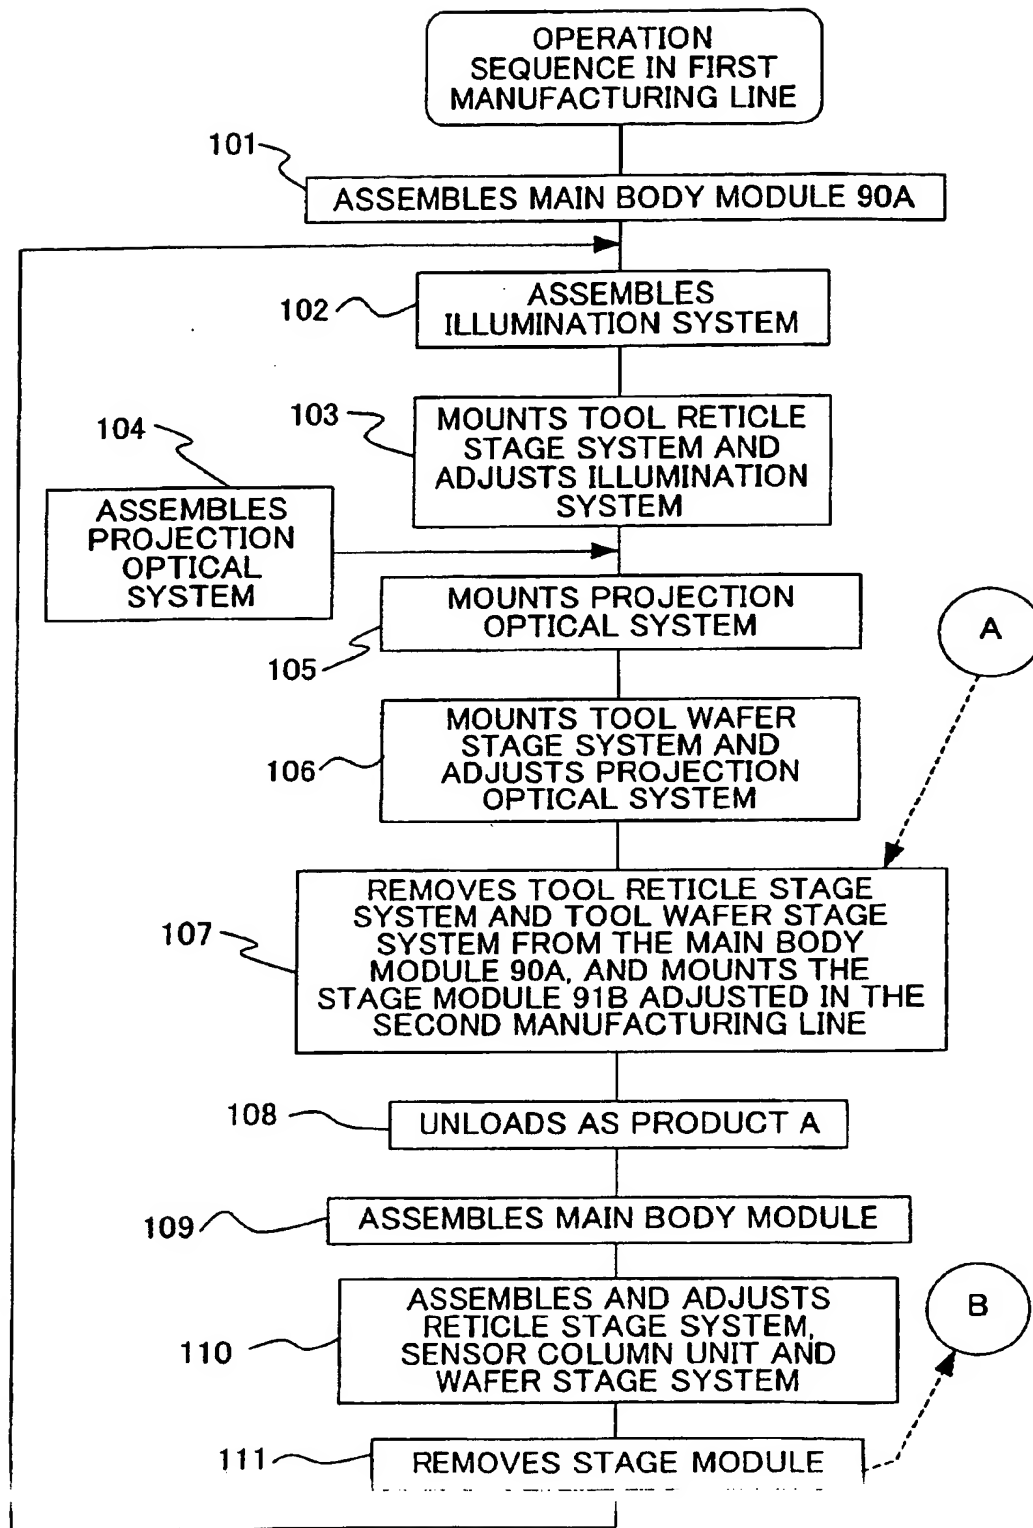 OPERATION
SEQUENCE IN FIRST
MANUFACTURING LINE
101
ASSEMBLES MAIN BODY MODULE 90A
102
ASSEMBLES
ILLUMINATION SYSTEM
103
MOUNTS TOOL RETICLE
STAGE SYSTEM AND
ADJUSTS ILLUMINATION
SYSTEM
104
ASSEMBLES
PROJECTION
OPTICAL
SYSTEM
105
MOUNTS PROJECTION
OPTICAL SYSTEM
A
106
MOUNTS TOOL WAFER
STAGE SYSTEM AND
ADJUSTS PROJECTION
OPTICAL SYSTEM
107
REMOVES TOOL RETICLE STAGE
SYSTEM AND TOOL WAFER STAGE
SYSTEM FROM THE MAIN BODY
MODULE 90A, AND MOUNTS THE
STAGE MODULE 91B ADJUSTED IN THE
SECOND MANUFACTURING LINE
108
UNLOADS AS PRODUCT A
109
ASSEMBLES MAIN BODY MODULE
110
ASSEMBLES AND ADJUSTS
RETICLE STAGE SYSTEM,
SENSOR COLUMN UNIT AND
WAFER STAGE SYSTEM
B
111
REMOVES STAGE MODULE